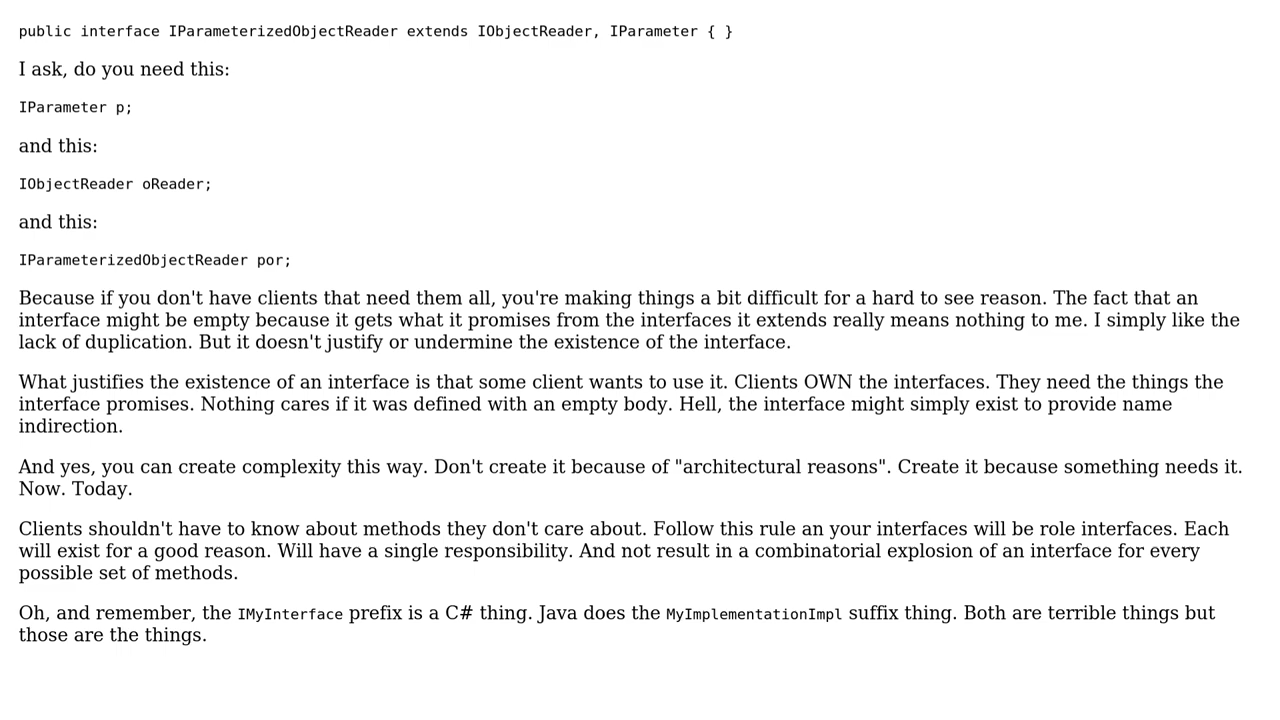 public interface IParameterizedObjectReader extends IObjectReader, IParameter { }
I ask, do you need this:
IParameter p;
and this:
IObjectReader oReader;
and this:
IParameterizedObjectReader por;
Because if you don't have clients that need them all, you're making things a bit difficult for a hard to see reason. The fact that an
interface might be empty because it gets what it promises from the interfaces it extends really means nothing to me. I simply like the
lack of duplication. But it doesn't justify or undermine the existence of the interface.
What justifies the existence of an interface is that some client wants to use it. Clients OWN the interfaces. They need the things the
interface promises. Nothing cares if it was defined with an empty body. Hell, the interface might simply exist to provide name
indirection.
And yes, you can create complexity this way. Don't create it because of "architectural reasons". Create it because something needs it.
Now. Today.
Clients shouldn't have to know about methods they don't care about. Follow this rule an your interfaces will be role interfaces. Each
will exist for a good reason. Will have a single responsibility. And not result in a combinatorial explosion of an interface for every
possible set of methods.
Oh, and remember, the IMyInterface prefix is a C# thing. Java does the MyImplementationImpl suffix thing. Both are terrible things but
those are the things.